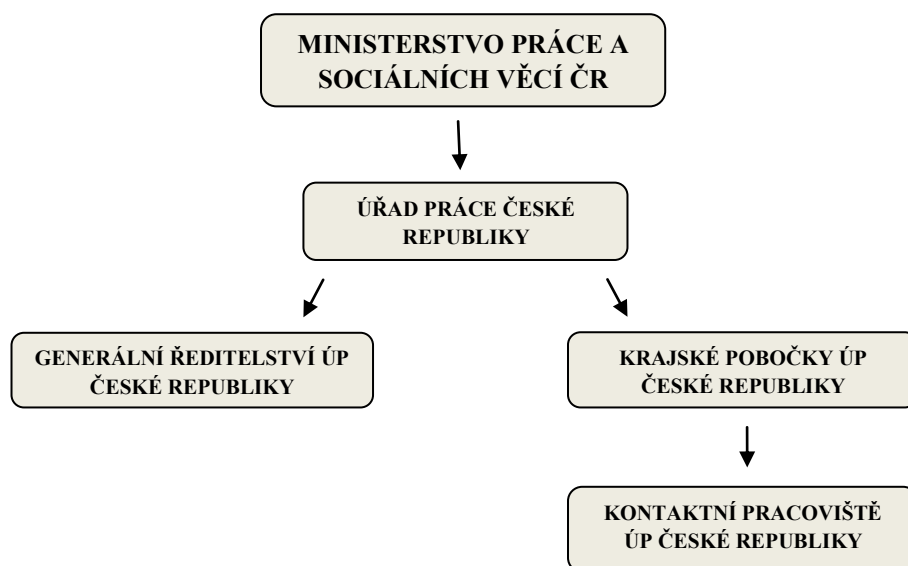 MINISTERSTVO PRÁCE A
SOCIÁLNÍCH VĚCÍ ČR
ÚŘAD PRÁCE ČESKÉ
REPUBLIKY
GENERÁLNÍ ŘEDITELSTVÍ ÚP
ČESKÉ REPUBLIKY
KRAJSKÉ POBOČKY ÚP
ČESKÉ REPUBLIKY
KONTAKTNÍ PRACOVIŠTĚ
ÚP ČESKÉ REPUBLIKY